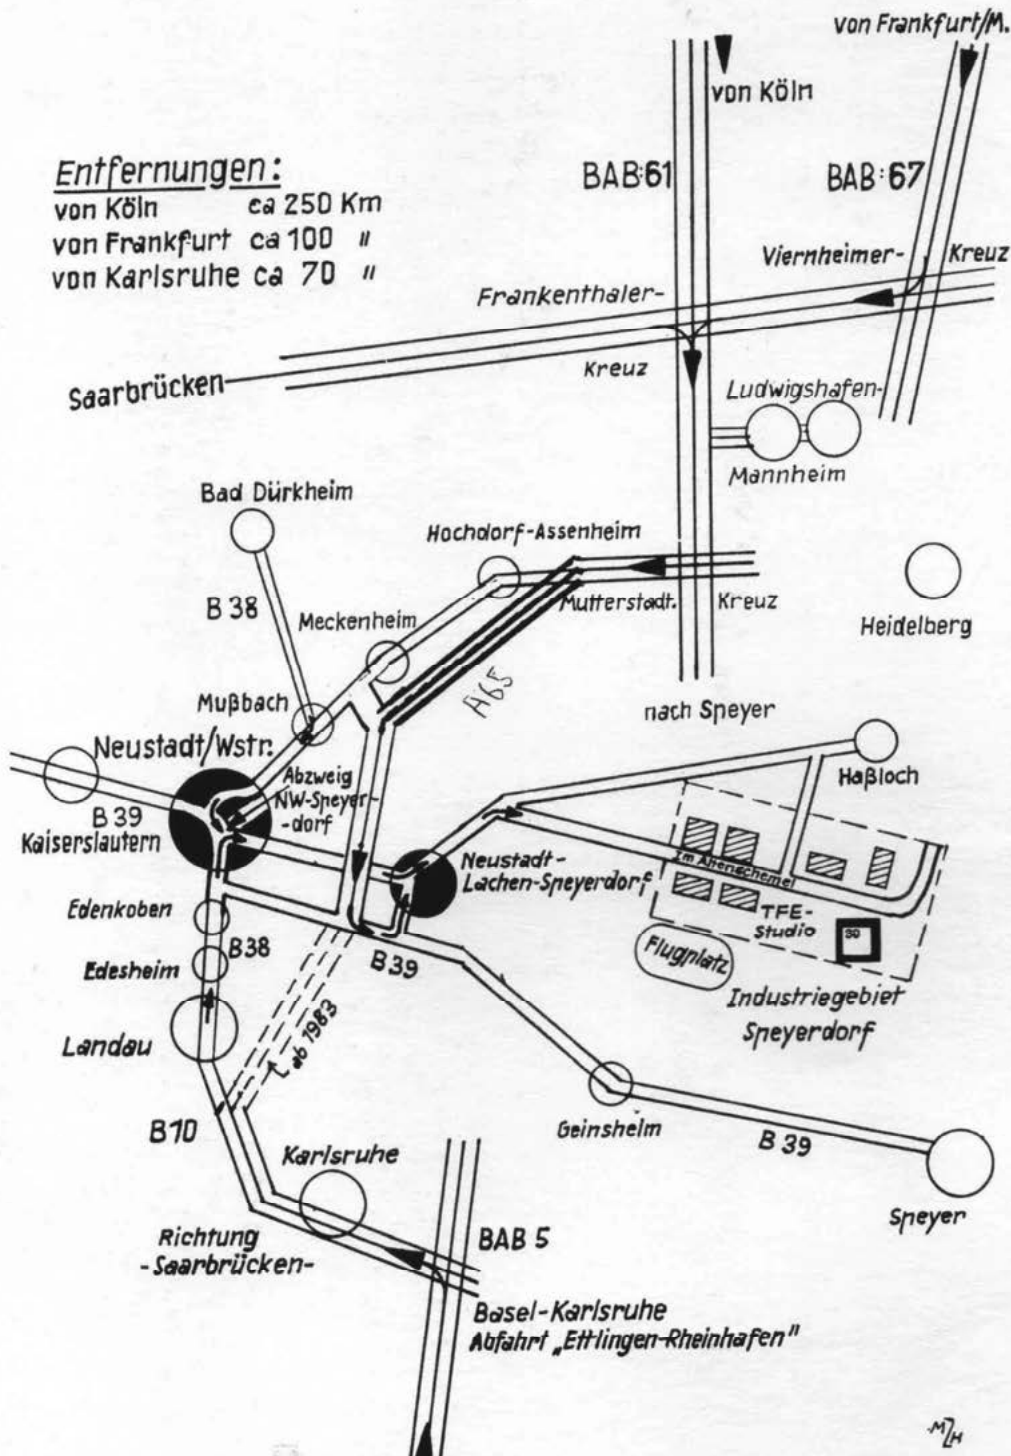 von Frankfurt/M.
von Köln
Entfernungen:
von Köln ca 250 Km
von Frankfurt ca 100 "
von Karlsruhe ca 70 "
BAB:61
BAB:67
Viernheimer- Kreuz
Frankenthaler-
Kreuz
Saarbrücken
Ludwigshafen-
Mannheim
Bad Dürkheim
Hochdorf-Assenheim
B 38
Meckenheim
Mutterstadt. Kreuz
Heidelberg
A65
Mußbach
nach Speyer
Neustadt/Wstr.
Haßloch
Abzweig
NW-Speyer-
-dorf
B 39
Kaiserslautern
Neustadt-
Lachen-Speyerdorf
Im Altenschemel
TFE-
Studio
39
Edenkoben
B38
Edesheim
B39
Flugplatz
Industriegebiet
Speyerdorf
Landau
ab 1983
B10
Geinsheim
B 39
Karlsruhe
Speyer
Richtung
-Saarbrücken-
BAB 5
Basel-Karlsruhe
Abfahrt „Ettlingen-Rheinhafen"